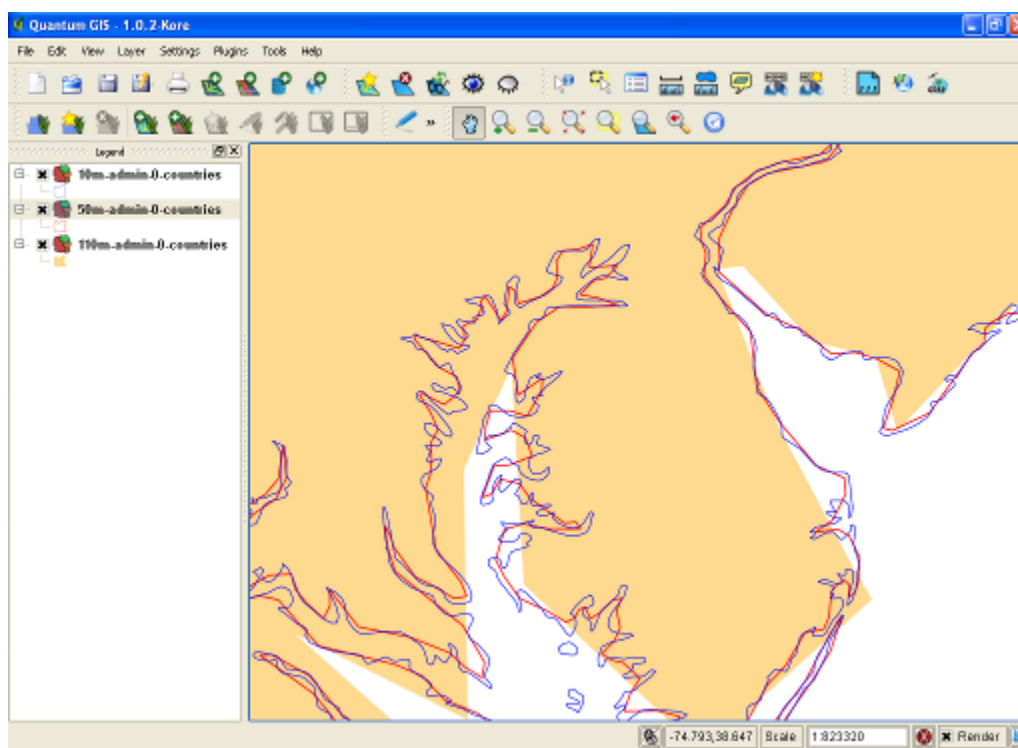 Quantum GIS - 1.0.2-Kore
File Edit View Layer Settings Plugins Tools Help
Legend
10m-admin-0-countries
50m-admin-0-countries
110m-admin-0-countries
-74.793,38.647 Scale 1:823320 Render